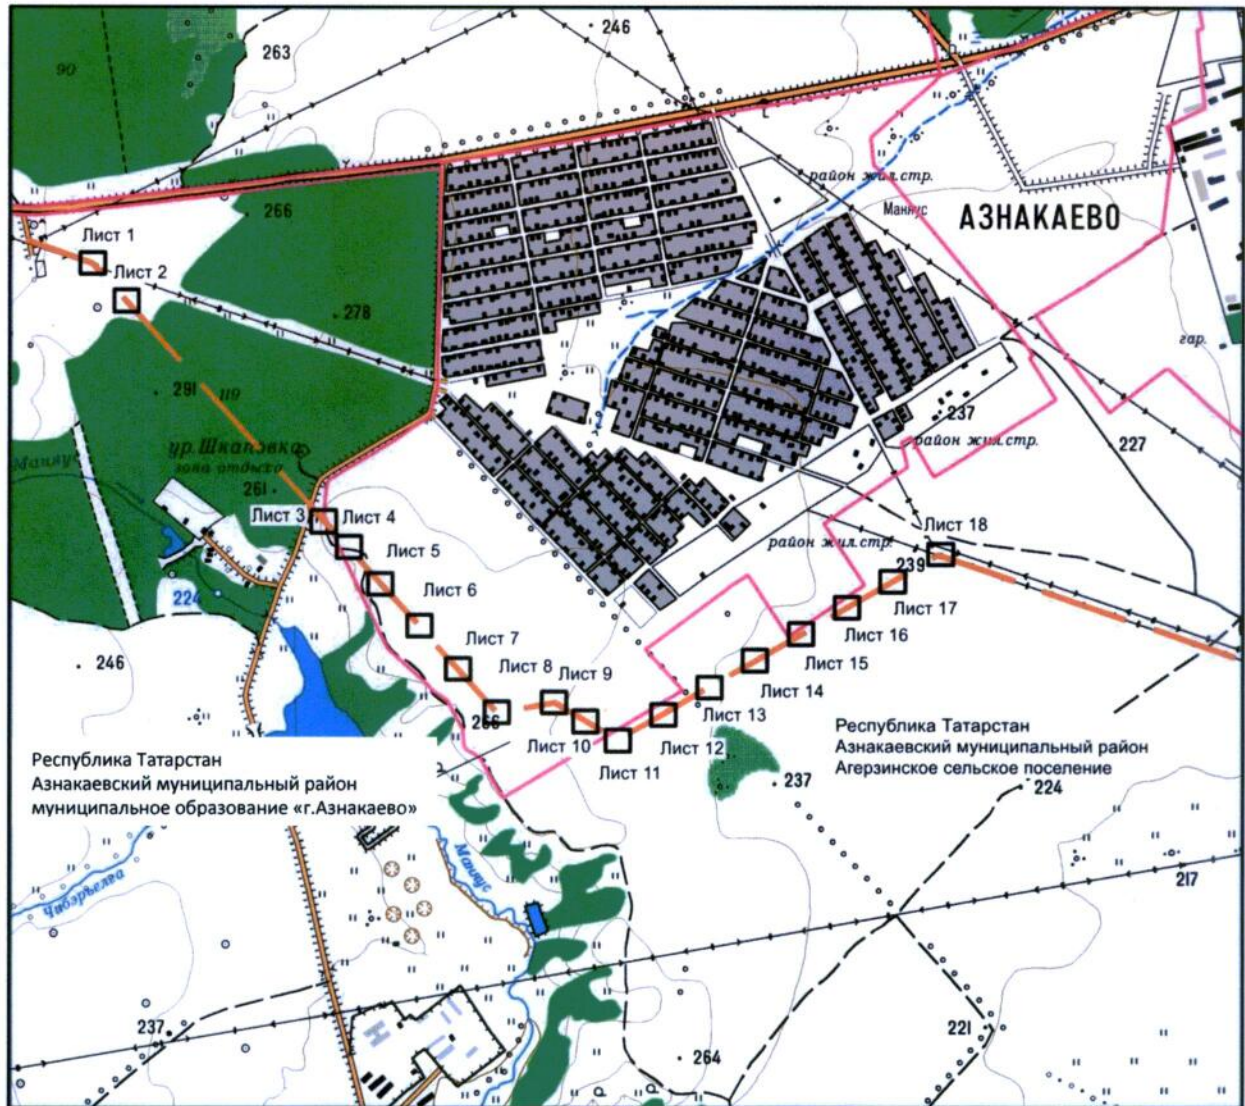 246
263
90
район жил.стр.
Маннус
АЗНАКАЕВО
266
Лист 1
Лист 2
278
гар.
291
119
237
район жил.стр.
227
ур. Шкаповка
зона отдыха
Маннус
261
Лист 3
Лист 4
Лист 18
район жил.стр.
Лист 5
239
224
Лист 6
Лист 17
Лист 16
246
Лист 7
Лист 15
Лист 8
Лист 9
Лист 14
266
Лист 13
Лист 10
Лист 12
Лист 11
Республика Татарстан
Азнакаевский муниципальный район
Агерзинское сельское поселение
Республика Татарстан
Азнакаевский муниципальный район
муниципальное образование «г.Азнакаево»
237
224
Маннус
217
Чибэръелга
237
221
264